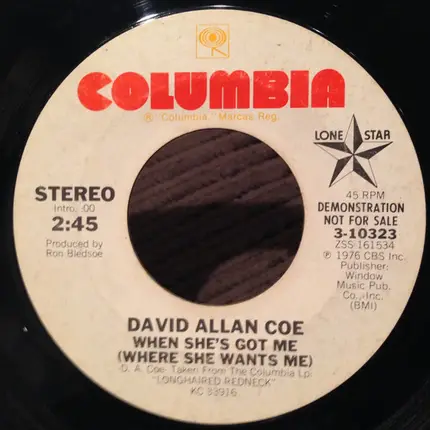 COLUMBIA
® "Columbia," Marcas Reg.
LONE STAR
STEREO
Intro. :00
2:45
Produced by
Ron Bledsoe
45 RPM
DEMONSTRATION
NOT FOR SALE
3-10323
ZSS 161534
Ⓟ 1976 CBS Inc.
Publisher:
Window
Music Pub.
Co., Inc.
(BMI)
DAVID ALLAN COE
WHEN SHE'S GOT ME
(WHERE SHE WANTS ME)
D. A. Coe Taken From The Columbia Lp:
"LONGHAIRED REDNECK"
KC 33916